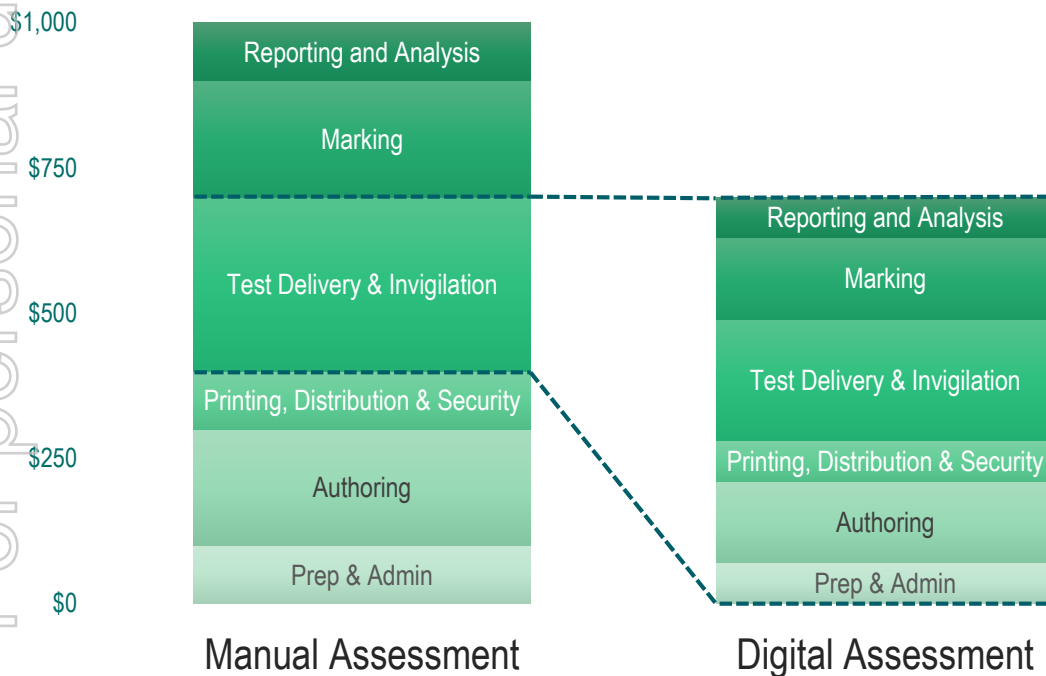 $1,000
$750
$500
$250
$0
Reporting and Analysis
Marking
Test Delivery & Invigilation
Printing, Distribution & Security
Authoring
Prep & Admin
Manual Assessment
Reporting and Analysis
Marking
Test Delivery & Invigilation
Printing, Distribution & Security
Authoring
Prep & Admin
Digital Assessment
personal